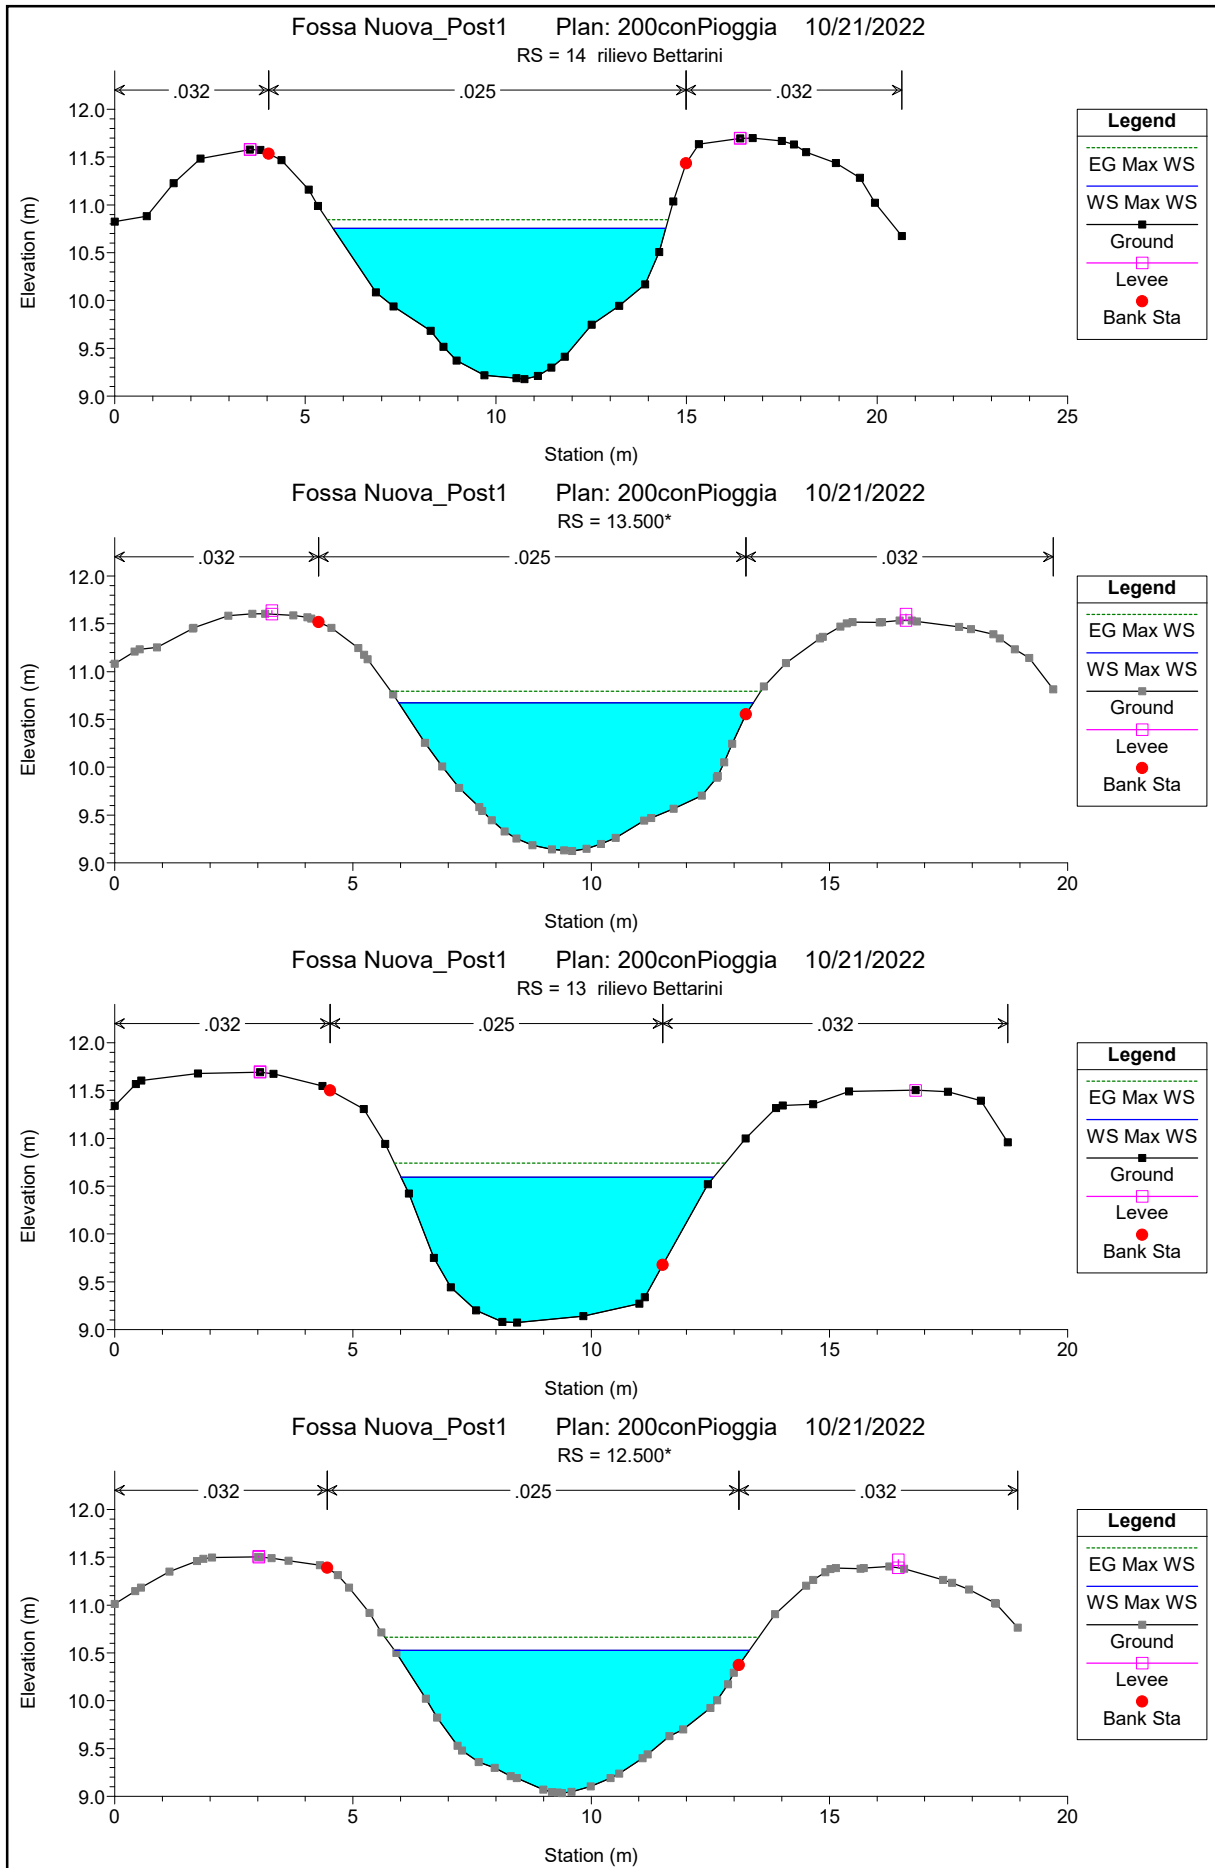 Fossa Nuova_Post1 Plan: 200conPioggia 10/21/2022
RS = 14 rilievo Bettarini
.032 .025 .032
12.0
11.5
11.0
10.5
10.0
9.5
9.0
Elevation (m)
0 5 10 15 20 25
Station (m)
Legend
EG Max WS
WS Max WS
Ground
Levee
Bank Sta
Fossa Nuova_Post1 Plan: 200conPioggia 10/21/2022
RS = 13.500*
.032 .025 .032
12.0
11.5
11.0
10.5
10.0
9.5
9.0
Elevation (m)
0 5 10 15 20
Station (m)
Legend
EG Max WS
WS Max WS
Ground
Levee
Bank Sta
Fossa Nuova_Post1 Plan: 200conPioggia 10/21/2022
RS = 13 rilievo Bettarini
.032 .025 .032
12.0
11.5
11.0
10.5
10.0
9.5
9.0
Elevation (m)
0 5 10 15 20
Station (m)
Legend
EG Max WS
WS Max WS
Ground
Levee
Bank Sta
Fossa Nuova_Post1 Plan: 200conPioggia 10/21/2022
RS = 12.500*
.032 .025 .032
12.0
11.5
11.0
10.5
10.0
9.5
9.0
Elevation (m)
0 5 10 15 20
Station (m)
Legend
EG Max WS
WS Max WS
Ground
Levee
Bank Sta